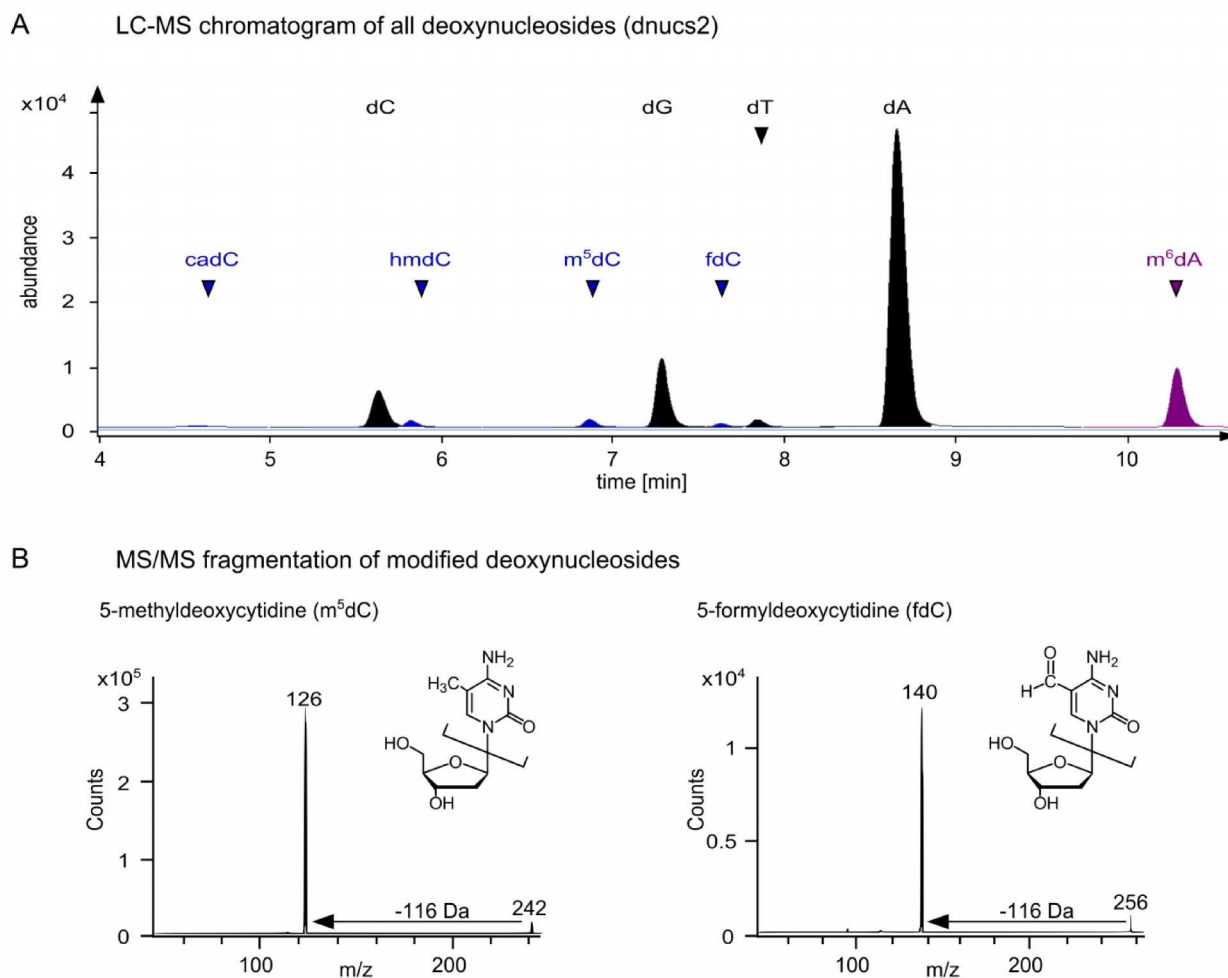 A LC-MS chromatogram of all deoxynucleosides (dnucs2)
x10⁴
dC dG dT dA
4
3
cadC hmdC m⁵dC fdC m⁶dA
2
1
0
abundance
4 5 6 7 8 9 10
time [min]
B MS/MS fragmentation of modified deoxynucleosides
5-methyldeoxycytidine (m⁵dC)
x10⁵
3
2
1
0
Counts
126
NH₂
H₃C
N
N
O
HO
O
OH
-116 Da
242
100 200
m/z
5-formyldeoxycytidine (fdC)
x10⁴
1
0.5
0
Counts
140
O
NH₂
H
C
N
N
O
HO
O
OH
-116 Da
256
100 200
m/z